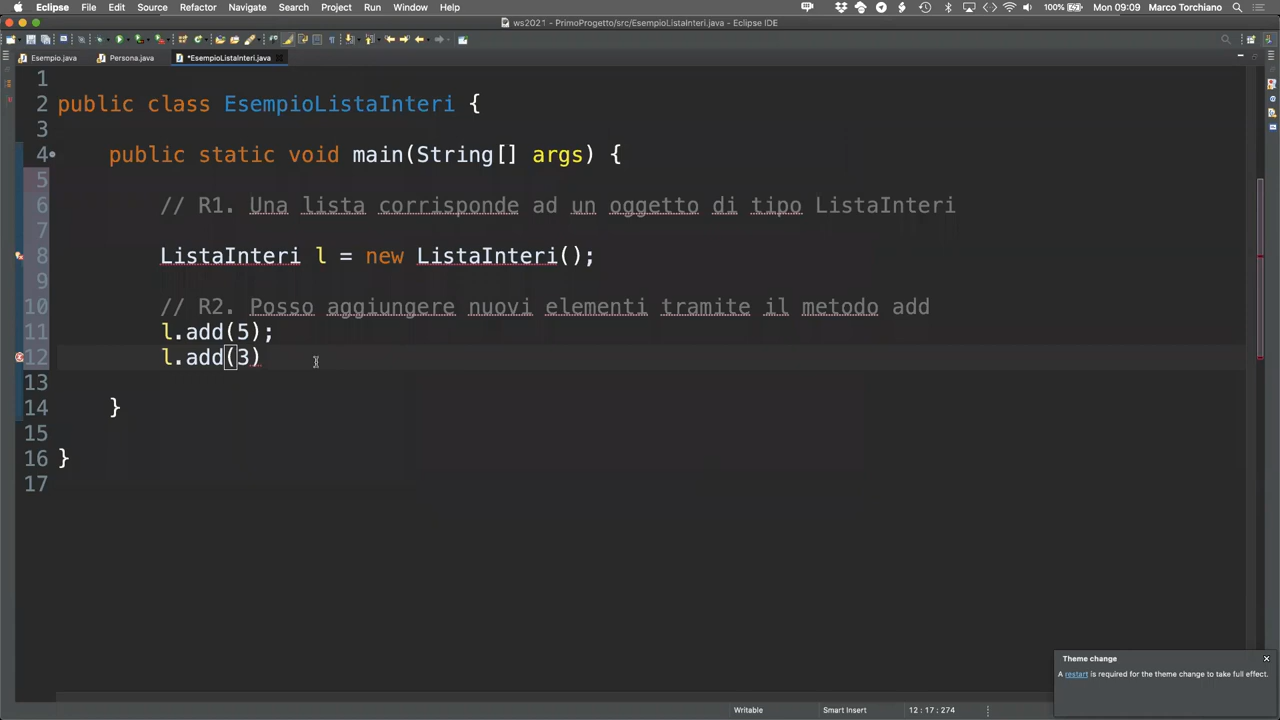 Eclipse File Edit Source Refactor Navigate Search Project Run Window Help 100% Mon 09:09 Marco Torchiano
ws2021 - PrimoProgetto/src/EsempioListaInteri.java - Eclipse IDE
Esempio.java Persona.java *EsempioListaInteri.java
1
2 public class EsempioListaInteri {
3
4 public static void main(String[] args) {
5
6 // R1. Una lista corrisponde ad un oggetto di tipo ListaInteri
7
8 ListaInteri l = new ListaInteri();
9
10 // R2. Posso aggiungere nuovi elementi tramite il metodo add
11 l.add(5);
12 l.add(3)
13
14 }
15
16 }
17
Theme change
A restart is required for the theme change to take full effect.
Writable Smart Insert 12 : 17 : 274